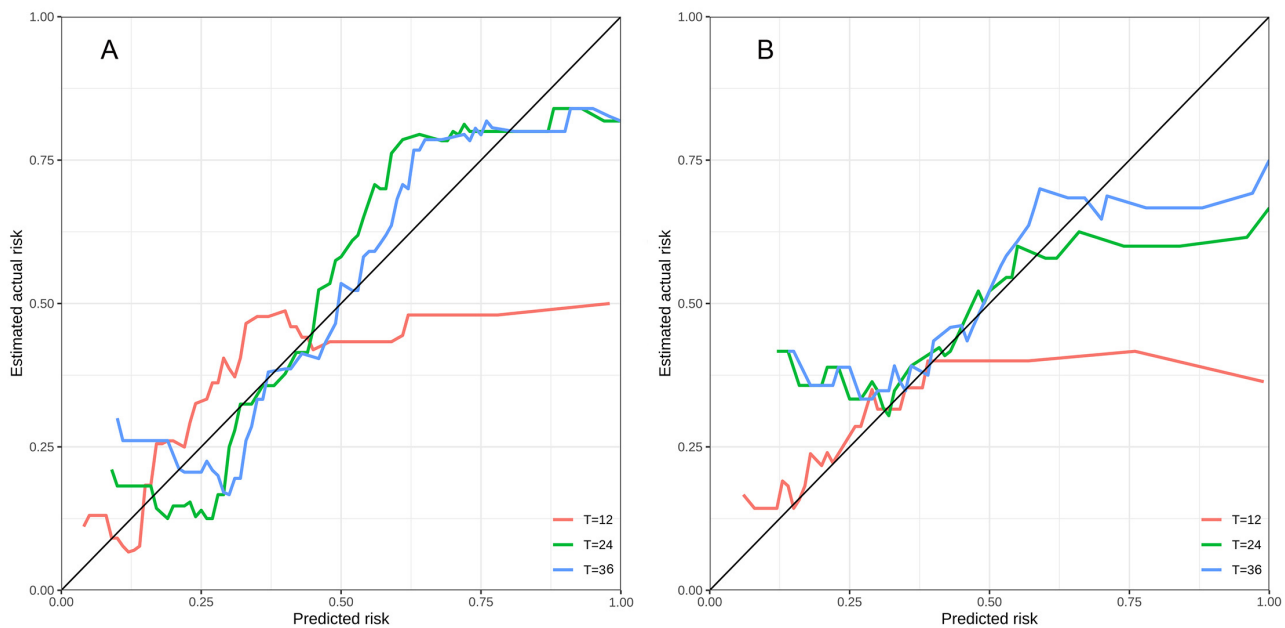 A
Estimated actual risk
1.00
0.75
0.50
0.25
0.00
0.00 0.25 0.50 0.75 1.00
Predicted risk
T=12
T=24
T=36
B
Estimated actual risk
1.00
0.75
0.50
0.25
0.00
0.00 0.25 0.50 0.75 1.00
Predicted risk
T=12
T=24
T=36